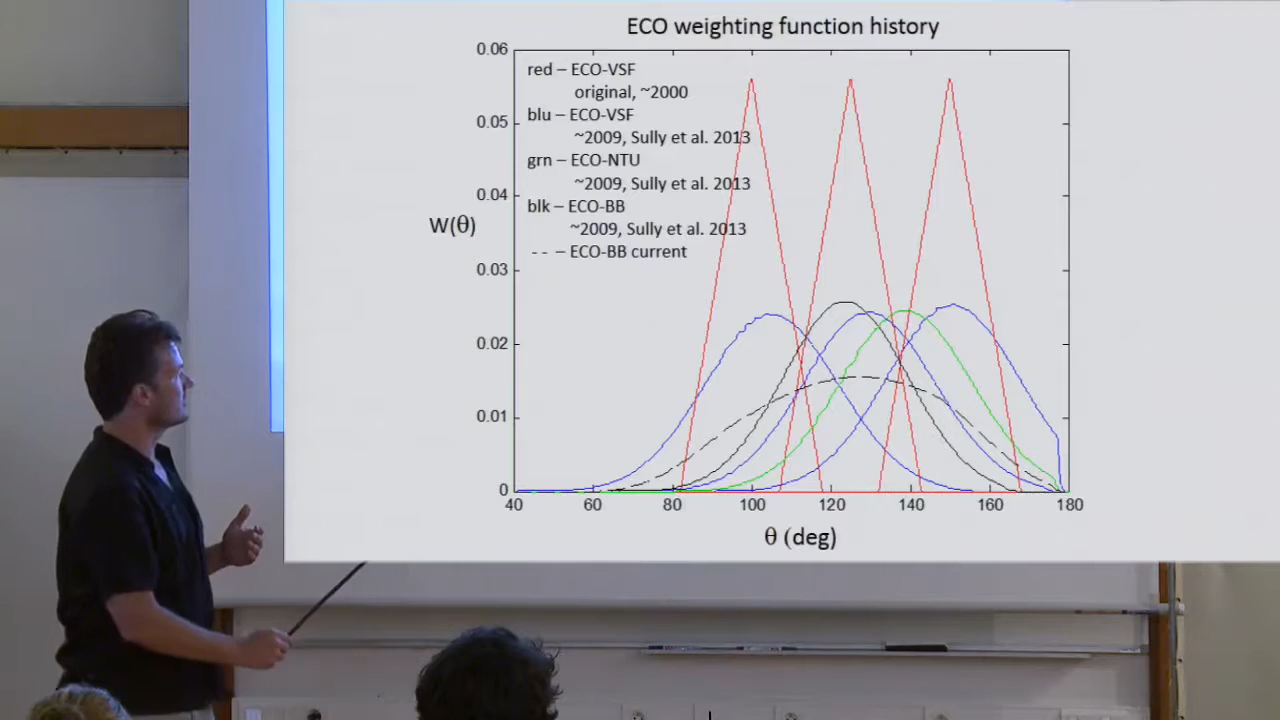 ECO weighting function history
0.06
0.05
0.04
0.03
0.02
0.01
0
W(θ)
red – ECO-VSF
original, ~2000
blu – ECO-VSF
~2009, Sully et al. 2013
grn – ECO-NTU
~2009, Sully et al. 2013
blk – ECO-BB
~2009, Sully et al. 2013
-- – ECO-BB current
40 60 80 100 120 140 160 180
θ (deg)